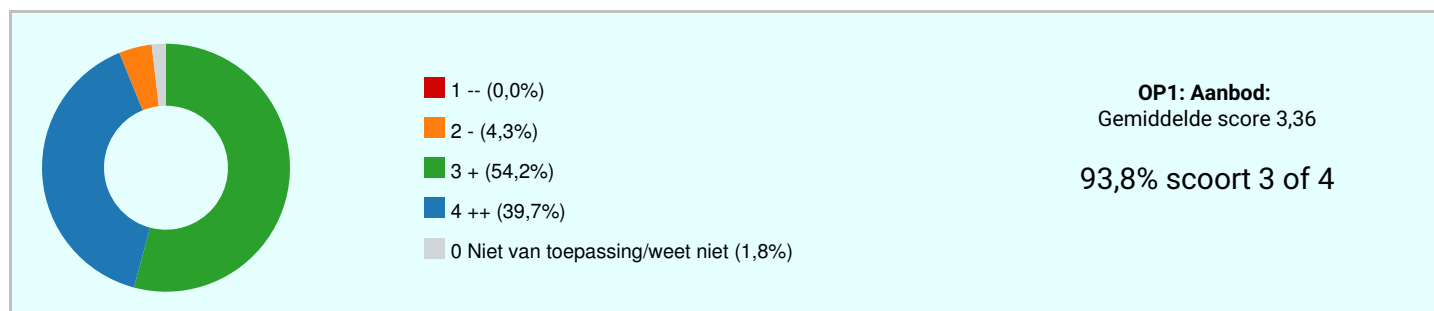 1 -- (0,0%)
2 - (4,3%)
3 + (54,2%)
4 ++ (39,7%)
0 Niet van toepassing/weet niet (1,8%)
OP1: Aanbod:
Gemiddelde score 3,36
93,8% scoort 3 of 4